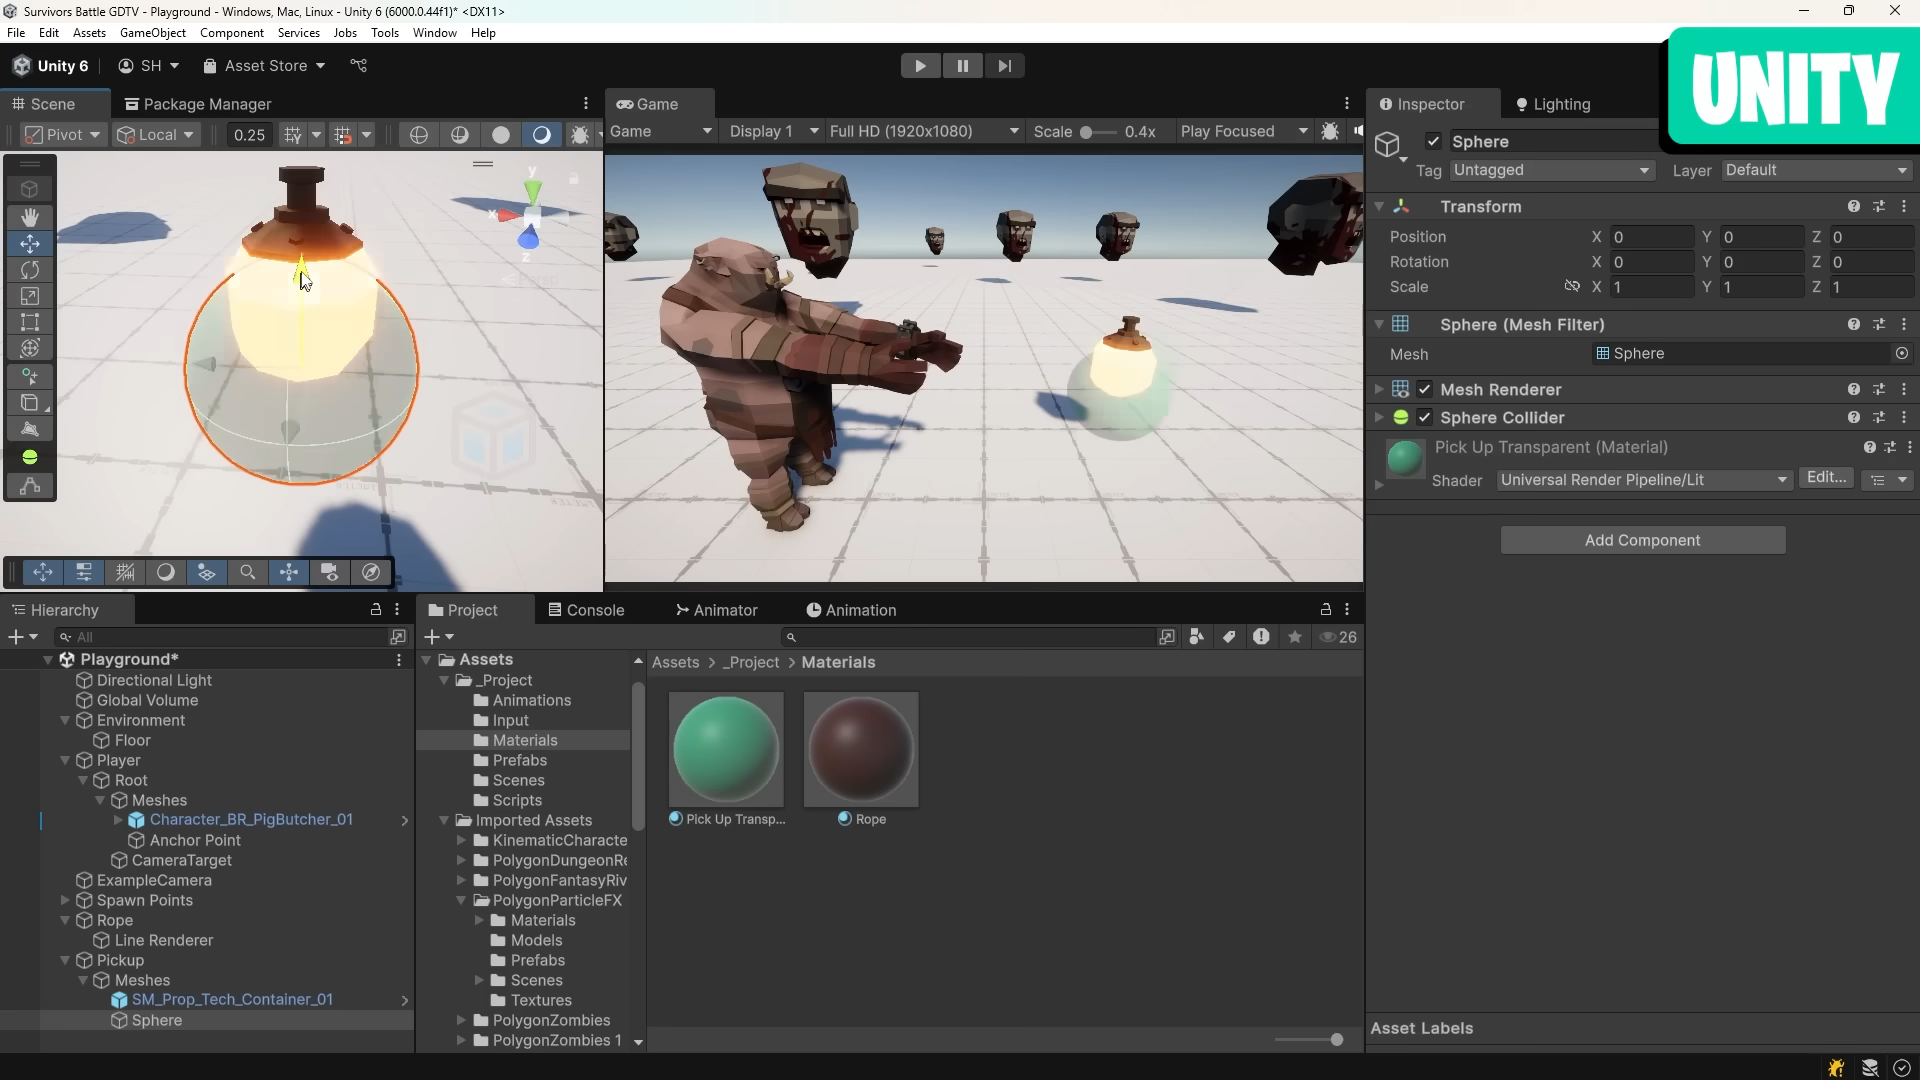 Survivors Battle GDTV - Playground - Windows, Mac, Linux - Unity 6 (6000.0.44f1)* <DX11>
File Edit Assets GameObject Component Services Jobs Tools Window Help
Unity 6 SH Asset Store
UNITY
Scene Package Manager
Pivot Local 0.25
y
x
z
Game
Game Display 1 Full HD (1920x1080) Scale 0.4x Play Focused
Inspector Lighting
Sphere
Tag Untagged Layer Default
Transform
Position X 0 Y 0 Z 0
Rotation X 0 Y 0 Z 0
Scale X 1 Y 1 Z 1
Sphere (Mesh Filter)
Mesh Sphere
Mesh Renderer
Sphere Collider
Pick Up Transparent (Material)
Shader Universal Render Pipeline/Lit Edit...
Add Component
Asset Labels
Hierarchy
All
Playground*
Directional Light
Global Volume
Environment
Floor
Player
Root
Meshes
Character_BR_PigButcher_01
Anchor Point
CameraTarget
ExampleCamera
Spawn Points
Rope
Line Renderer
Pickup
Meshes
SM_Prop_Tech_Container_01
Sphere
Project Console Animator Animation
26
Assets
_Project
Animations
Input
Materials
Prefabs
Scenes
Scripts
Imported Assets
KinematicCharacte
PolygonDungeonRe
PolygonFantasyRiv
PolygonParticleFX
Materials
Models
Prefabs
Scenes
Textures
PolygonZombies
PolygonZombies 1
Assets > _Project > Materials
Pick Up Transp...
Rope